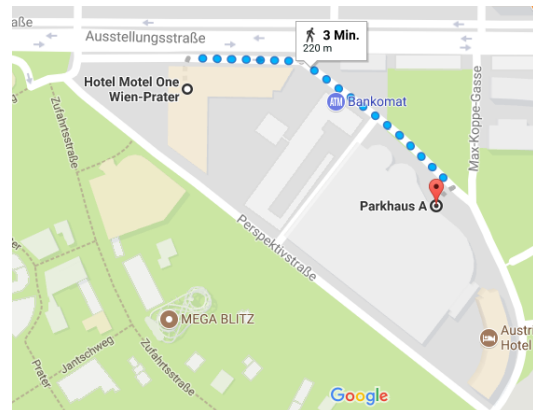 aße
Ausstellungsstraße
3 Min.
220 m
Hotel Motel One
Wien-Prater
ATM
Bankomat
Max-Koppe-Gasse
Zufahrtsstraße
Parkhaus A
Perspektivstraße
MEGA BLITZ
Austri
Hotel
Jantschweg
Prater
Zufahrtsstraße
Google